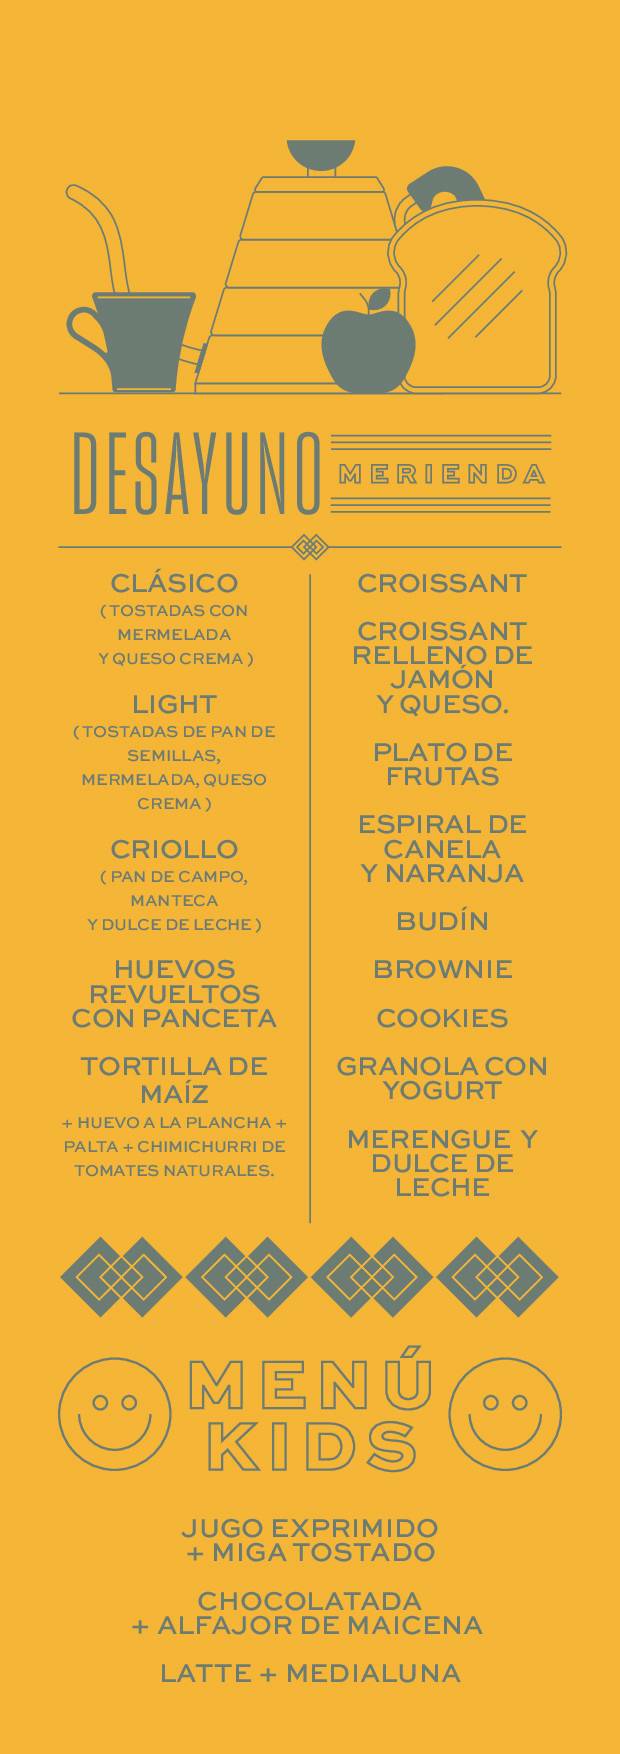 DESAYUNO
MERIENDA
CLÁSICO
( TOSTADAS CON
MERMELADA
Y QUESO CREMA )
LIGHT
( TOSTADAS DE PAN DE
SEMILLAS,
MERMELADA, QUESO
CREMA )
CRIOLLO
( PAN DE CAMPO,
MANTECA
Y DULCE DE LECHE )
HUEVOS
REVUELTOS
CON PANCETA
TORTILLA DE
MAÍZ
+ HUEVO A LA PLANCHA +
PALTA + CHIMICHURRI DE
TOMATES NATURALES.
CROISSANT
CROISSANT
RELLENO DE
JAMÓN
Y QUESO.
PLATO DE
FRUTAS
ESPIRAL DE
CANELA
Y NARANJA
BUDÍN
BROWNIE
COOKIES
GRANOLA CON
YOGURT
MERENGUE Y
DULCE DE
LECHE
MENÚ
KIDS
JUGO EXPRIMIDO
+ MIGA TOSTADO
CHOCOLATADA
+ ALFAJOR DE MAICENA
LATTE + MEDIALUNA